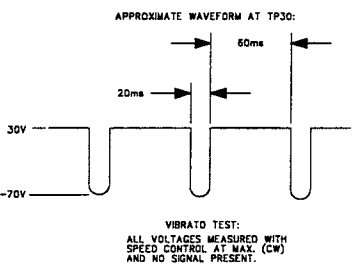 APPROXIMATE WAVEFORM AT TP30:
60ms
20ms
30V
-70V
VIBRATO TEST:
ALL VOLTAGES MEASURED WITH
SPEED CONTROL AT MAX. (CW)
AND NO SIGNAL PRESENT.